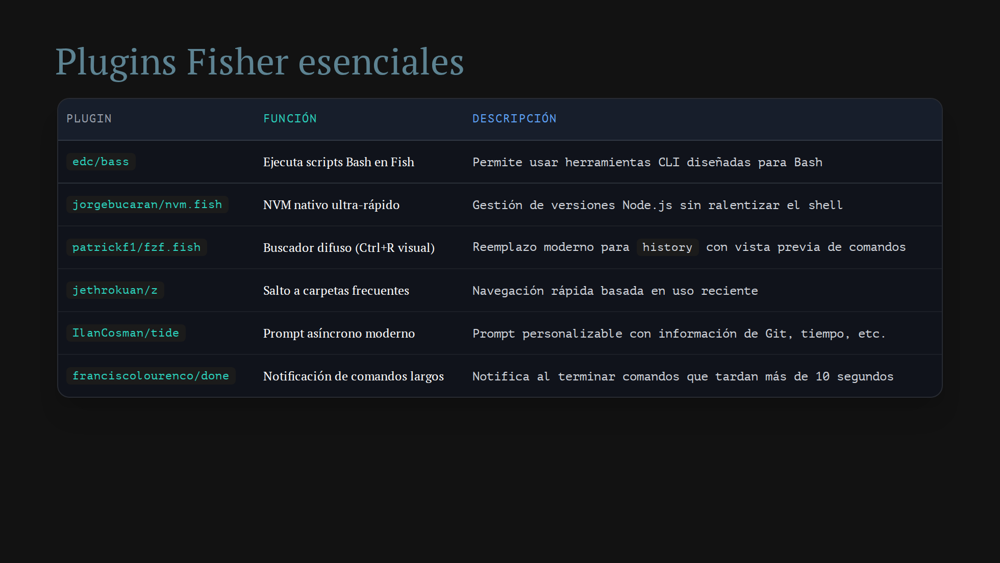 Plugins Fisher esenciales
PLUGIN FUNCIÓN DESCRIPCIÓN
edc/bass Ejecuta scripts Bash en Fish Permite usar herramientas CLI diseñadas para Bash
jorgebucaran/nvm.fish NVM nativo ultra-rápido Gestión de versiones Node.js sin ralentizar el shell
patrickf1/fzf.fish Buscador difuso (Ctrl+R visual) Reemplazo moderno para history con vista previa de comandos
jethrokuan/z Salto a carpetas frecuentes Navegación rápida basada en uso reciente
IlanCosman/tide Prompt asíncrono moderno Prompt personalizable con información de Git, tiempo, etc.
franciscolourenco/done Notificación de comandos largos Notifica al terminar comandos que tardan más de 10 segundos